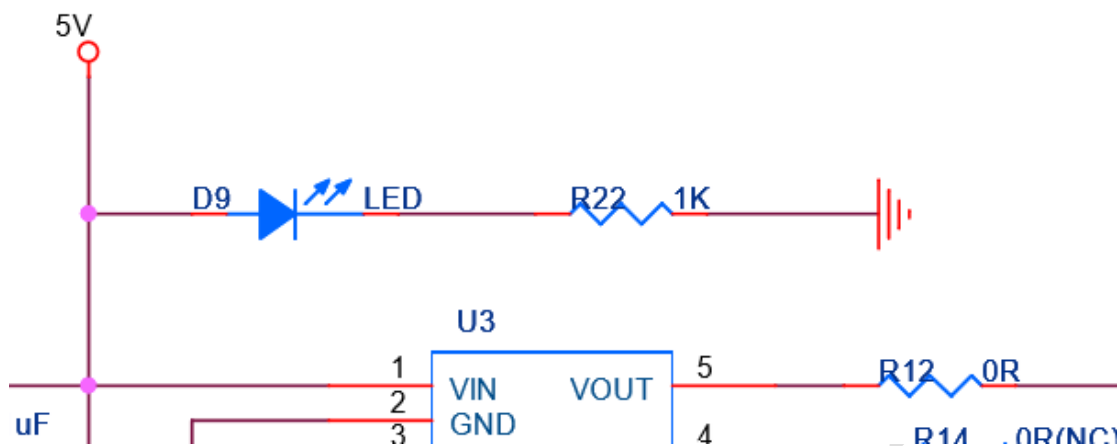 5V
D9 LED R22 1K
U3
1 VIN VOUT 5 R12 0R
2 GND
uF 3 4 R14 0R(NC)